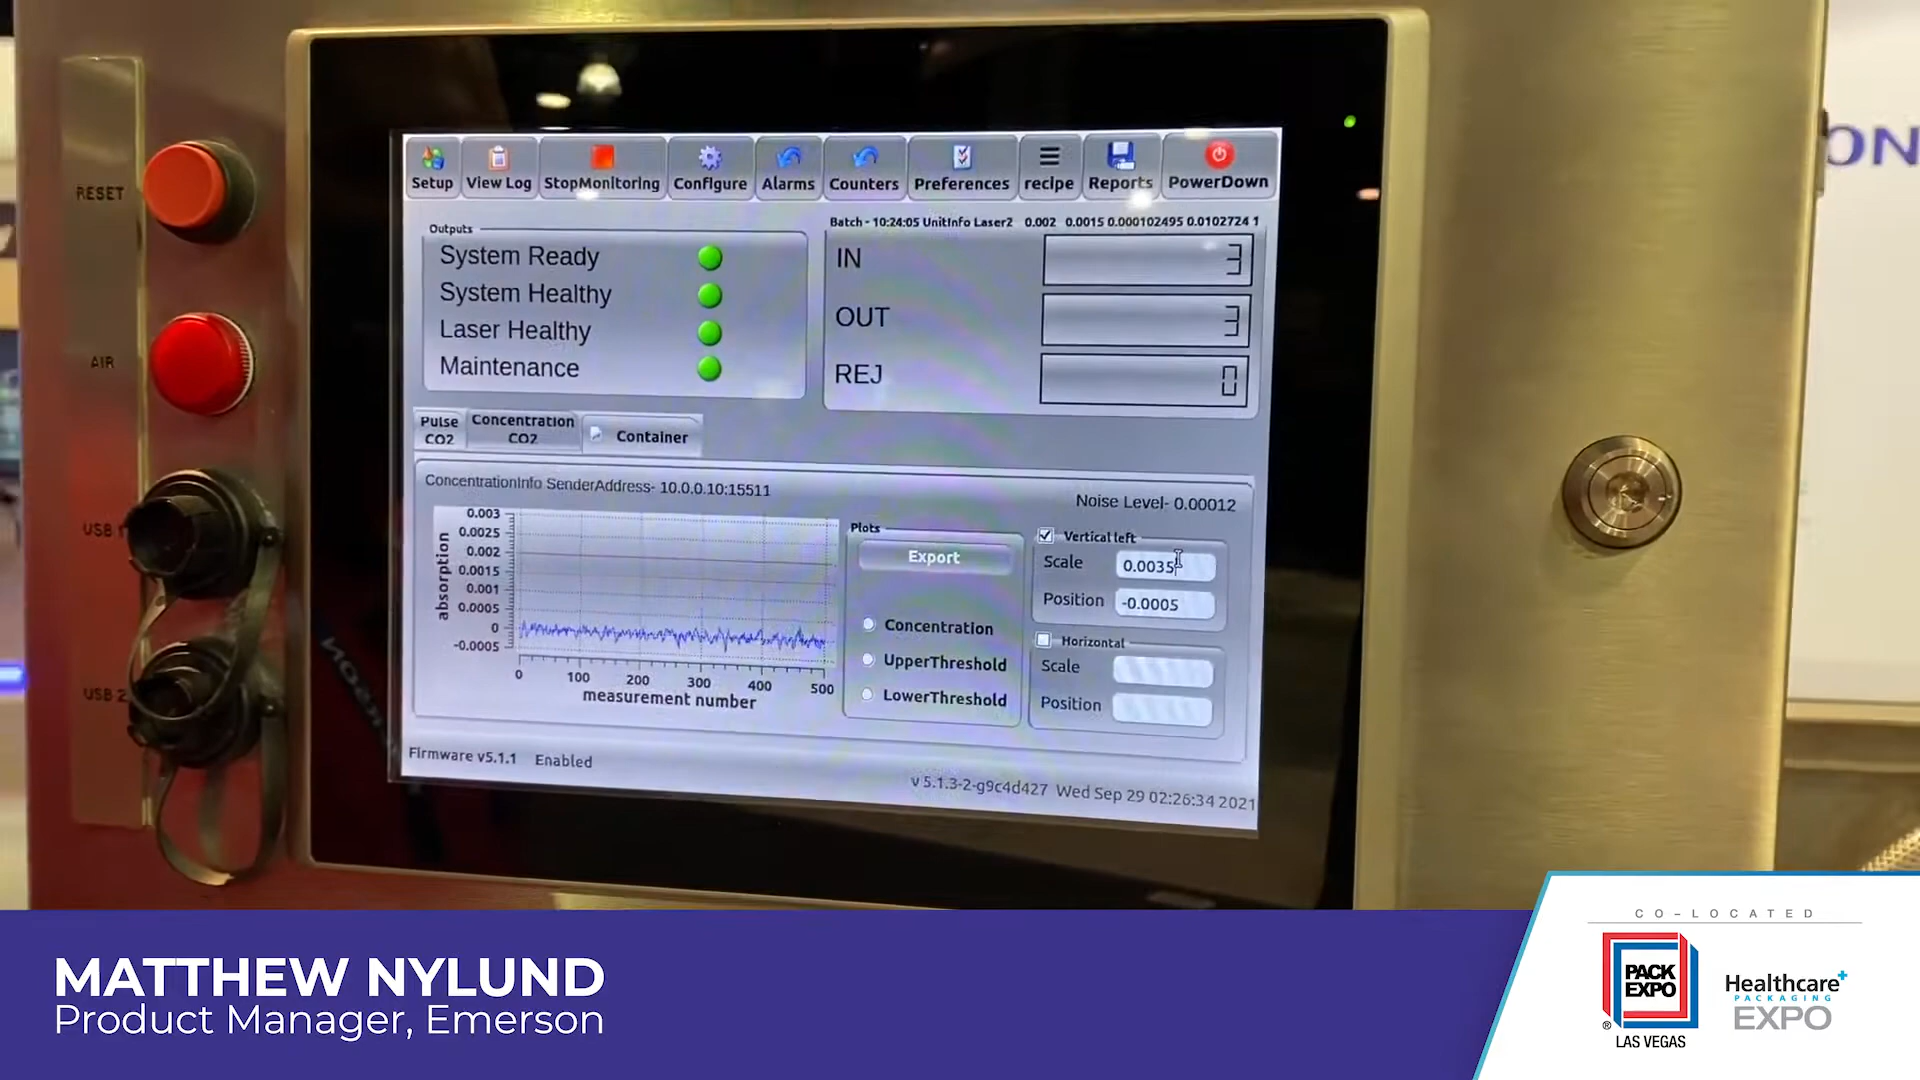 RESET
AIR
USB 1
USB 2
Setup
View Log
StopMonitoring
Configure
Alarms
Counters
Preferences
recipe
Reports
PowerDown
Outputs
System Ready
System Healthy
Laser Healthy
Maintenance
Batch - 10:24:05 UnitInfo Laser2 0.002 0.0015 0.000102495 0.0102724 1
IN 3
OUT 3
REJ 0
Pulse
CO2
Concentration
CO2
Container
ConcentrationInfo SenderAddress- 10.0.0.10:15511
Noise Level- 0.00012
absorption
0.003
0.0025
0.002
0.0015
0.001
0.0005
0
-0.0005
0 100 200 300 400 500
measurement number
Plots
Export
Concentration
UpperThreshold
LowerThreshold
Vertical left
Scale 0.0035
Position -0.0005
Horizontal
Scale
Position
Firmware v5.1.1 Enabled
v 5.1.3-2-g9c4d427 Wed Sep 29 02:26:34 2021
ON
MATTHEW NYLUND
Product Manager, Emerson
CO-LOCATED
PACK
EXPO
®
LAS VEGAS
Healthcare+
PACKAGING
EXPO